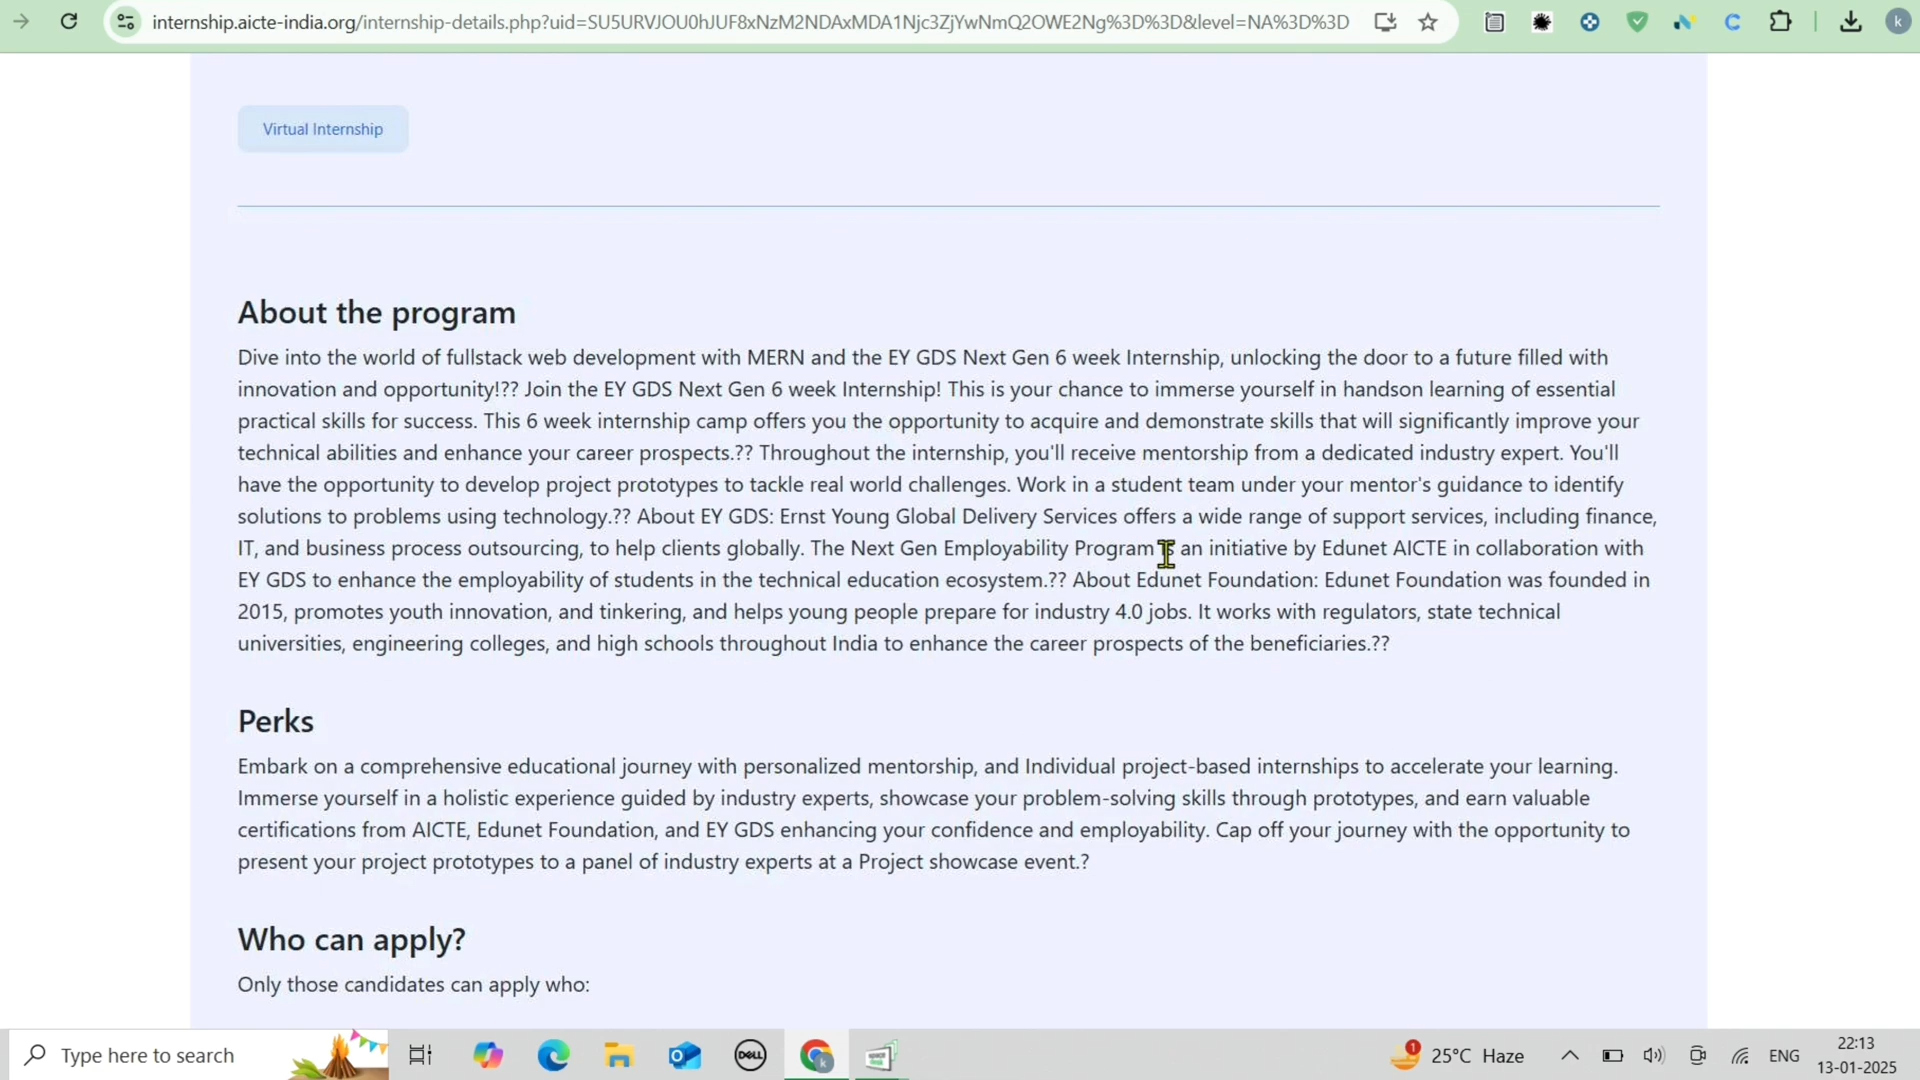 internship.aicte-india.org/internship-details.php?uid=SU5URVJOU0hJUF8xNzM2NDAxMDA1Njc3ZjYwNmQ2OWE2Ng%3D%3D&level=NA%3D%3D
k
Virtual Internship
About the program
Dive into the world of fullstack web development with MERN and the EY GDS Next Gen 6 week Internship, unlocking the door to a future filled with
innovation and opportunity!?? Join the EY GDS Next Gen 6 week Internship! This is your chance to immerse yourself in handson learning of essential
practical skills for success. This 6 week internship camp offers you the opportunity to acquire and demonstrate skills that will significantly improve your
technical abilities and enhance your career prospects.?? Throughout the internship, you'll receive mentorship from a dedicated industry expert. You'll
have the opportunity to develop project prototypes to tackle real world challenges. Work in a student team under your mentor's guidance to identify
solutions to problems using technology.?? About EY GDS: Ernst Young Global Delivery Services offers a wide range of support services, including finance,
IT, and business process outsourcing, to help clients globally. The Next Gen Employability Program is an initiative by Edunet AICTE in collaboration with
EY GDS to enhance the employability of students in the technical education ecosystem.?? About Edunet Foundation: Edunet Foundation was founded in
2015, promotes youth innovation, and tinkering, and helps young people prepare for industry 4.0 jobs. It works with regulators, state technical
universities, engineering colleges, and high schools throughout India to enhance the career prospects of the beneficiaries.??
Perks
Embark on a comprehensive educational journey with personalized mentorship, and Individual project-based internships to accelerate your learning.
Immerse yourself in a holistic experience guided by industry experts, showcase your problem-solving skills through prototypes, and earn valuable
certifications from AICTE, Edunet Foundation, and EY GDS enhancing your confidence and employability. Cap off your journey with the opportunity to
present your project prototypes to a panel of industry experts at a Project showcase event.?
Who can apply?
Only those candidates can apply who:
Type here to search
DELL
1
25°C Haze
ENG
22:13
13-01-2025